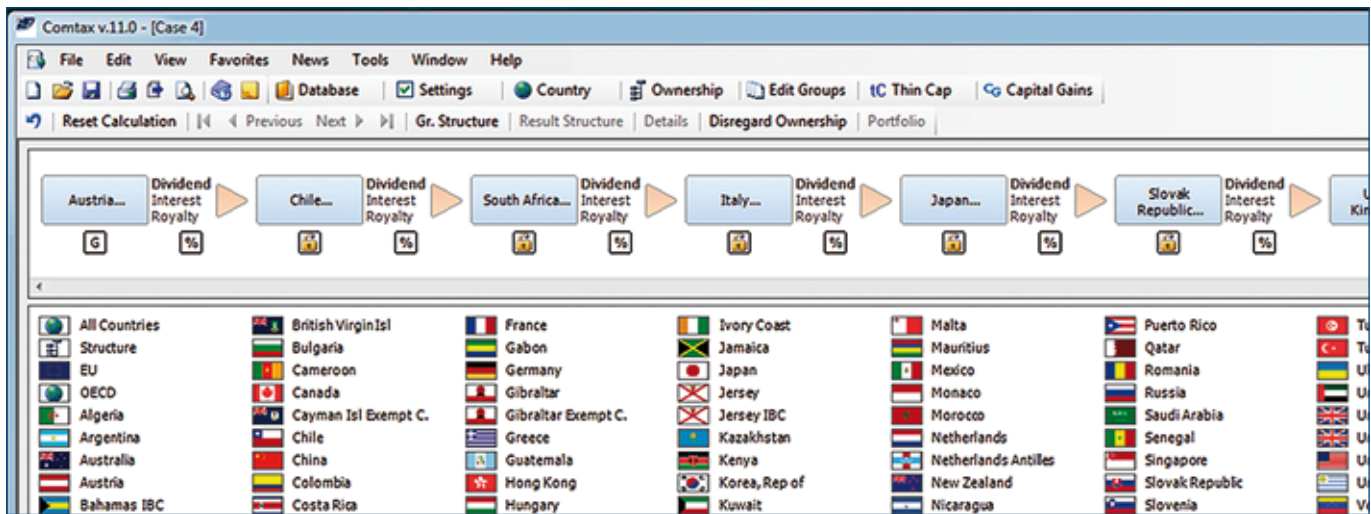 Comtax v.11.0 - [Case 4]
File Edit View Favorites News Tools Window Help
Database Settings Country Ownership Edit Groups tC Thin Cap CG Capital Gains
Reset Calculation Previous Next Gr. Structure Result Structure Details Disregard Ownership Portfolio
Austria... Dividend Interest Royalty
Chile... Dividend Interest Royalty
South Africa... Dividend Interest Royalty
Italy... Dividend Interest Royalty
Japan... Dividend Interest Royalty
Slovak Republic... Dividend Interest Royalty
G % % % % % %
All Countries British Virgin Isl France Ivory Coast Malta Puerto Rico
Structure Bulgaria Gabon Jamaica Mauritius Qatar
EU Cameroon Germany Japan Mexico Romania
OECD Canada Gibraltar Jersey Monaco Russia
Algeria Cayman Isl Exempt C. Gibraltar Exempt C. Jersey IBC Morocco Saudi Arabia
Argentina Chile Greece Kazakhstan Netherlands Senegal
Australia China Guatemala Kenya Netherlands Antilles Singapore
Austria Colombia Hong Kong Korea, Rep of New Zealand Slovak Republic
Bahamas IBC Costa Rica Hungary Kuwait Nicaragua Slovenia